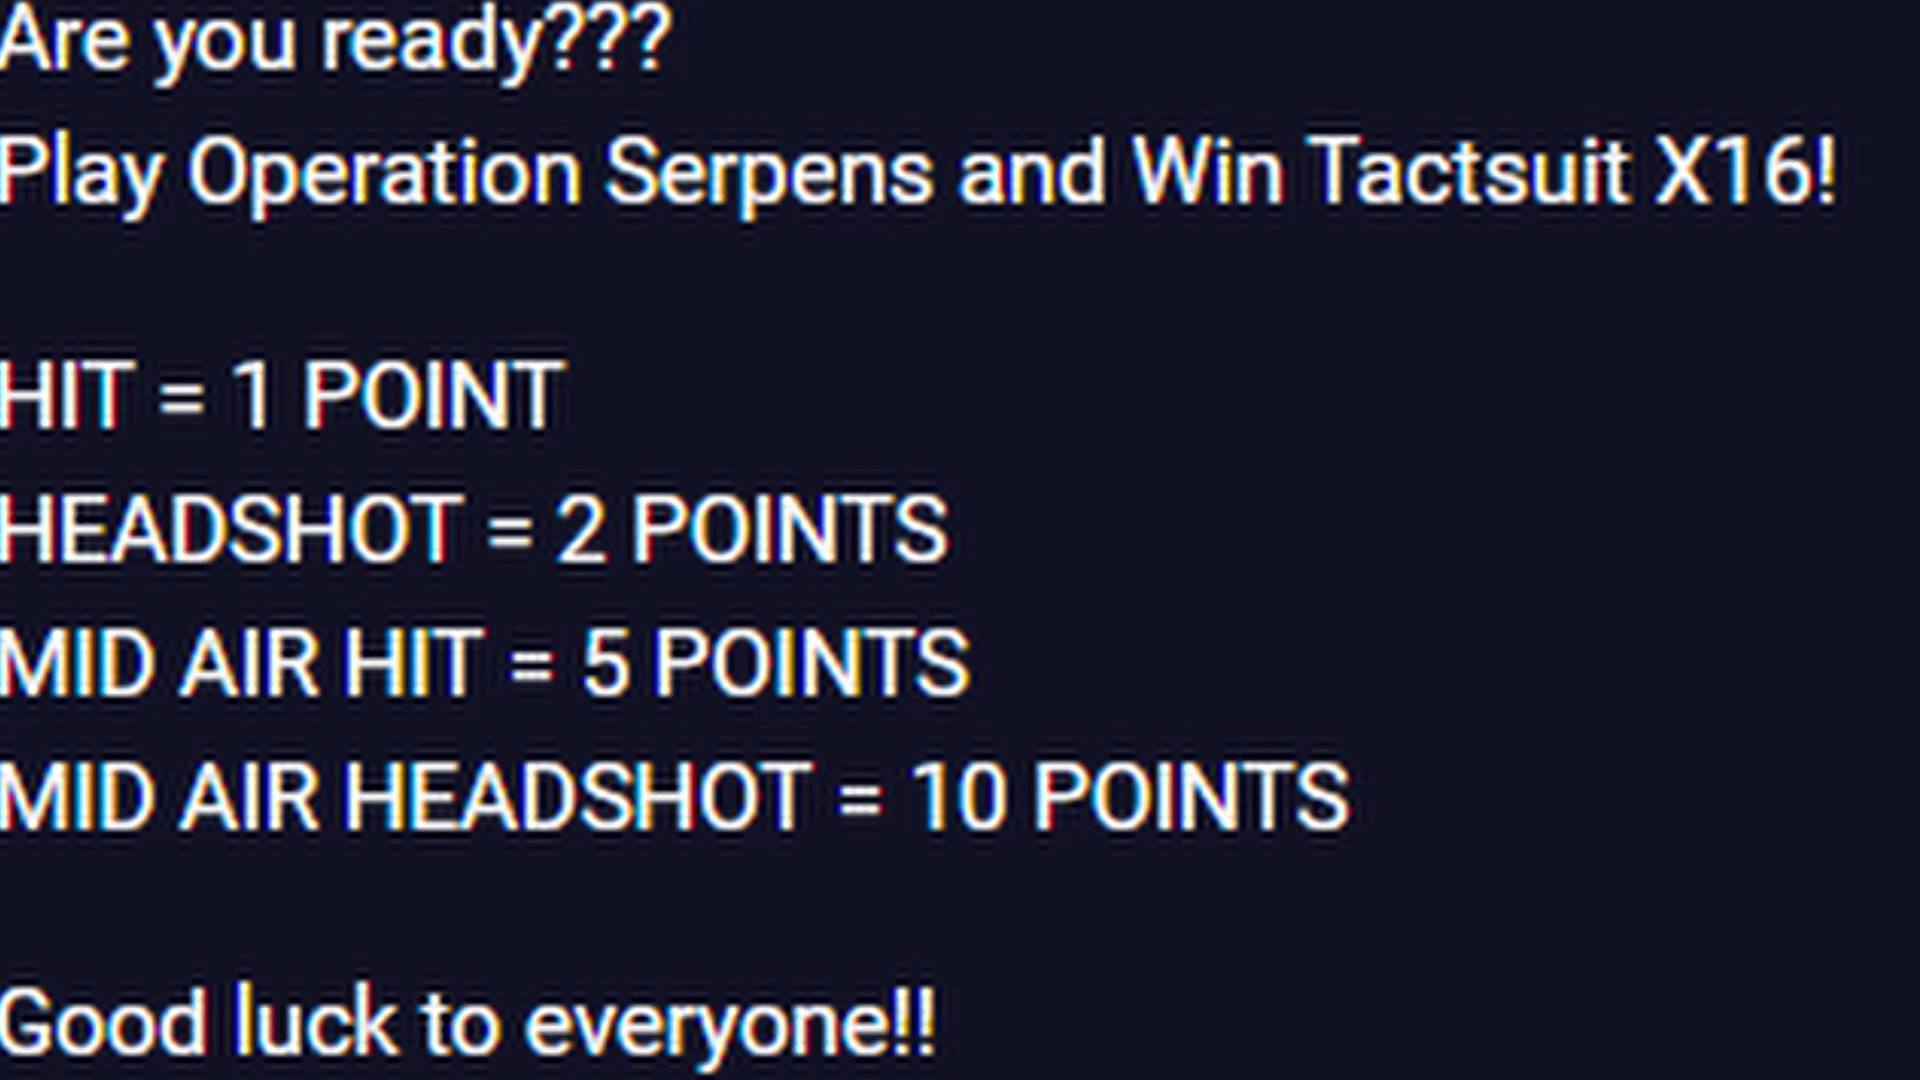 Are you ready???
Play Operation Serpens and Win Tactsuit X16!
HIT = 1 POINT
HEADSHOT = 2 POINTS
MID AIR HIT = 5 POINTS
MID AIR HEADSHOT = 10 POINTS
Good luck to everyone!!